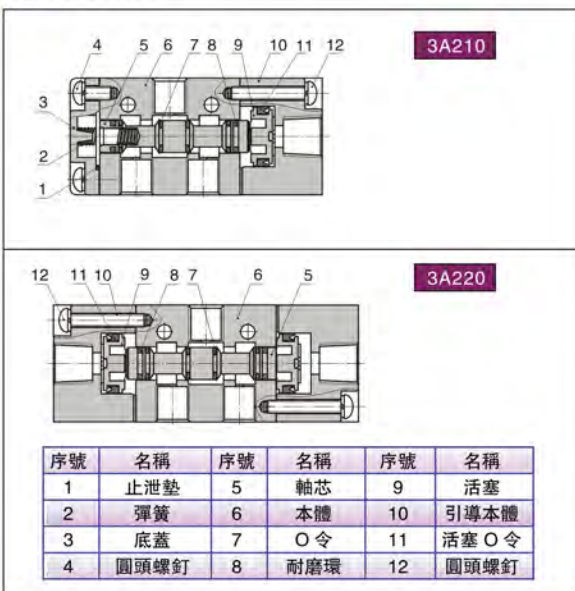 4 5 6 7 8 9 10 11 12
3A210
3
2
1
12 11 10 9 8 7 6 5
3A220
序號 名稱 序號 名稱 序號 名稱
1 止泄墊 5 軸芯 9 活塞
2 彈簧 6 本體 10 引導本體
3 底蓋 7 O 令 11 活塞 O 令
4 圓頭螺釘 8 耐磨環 12 圓頭螺釘